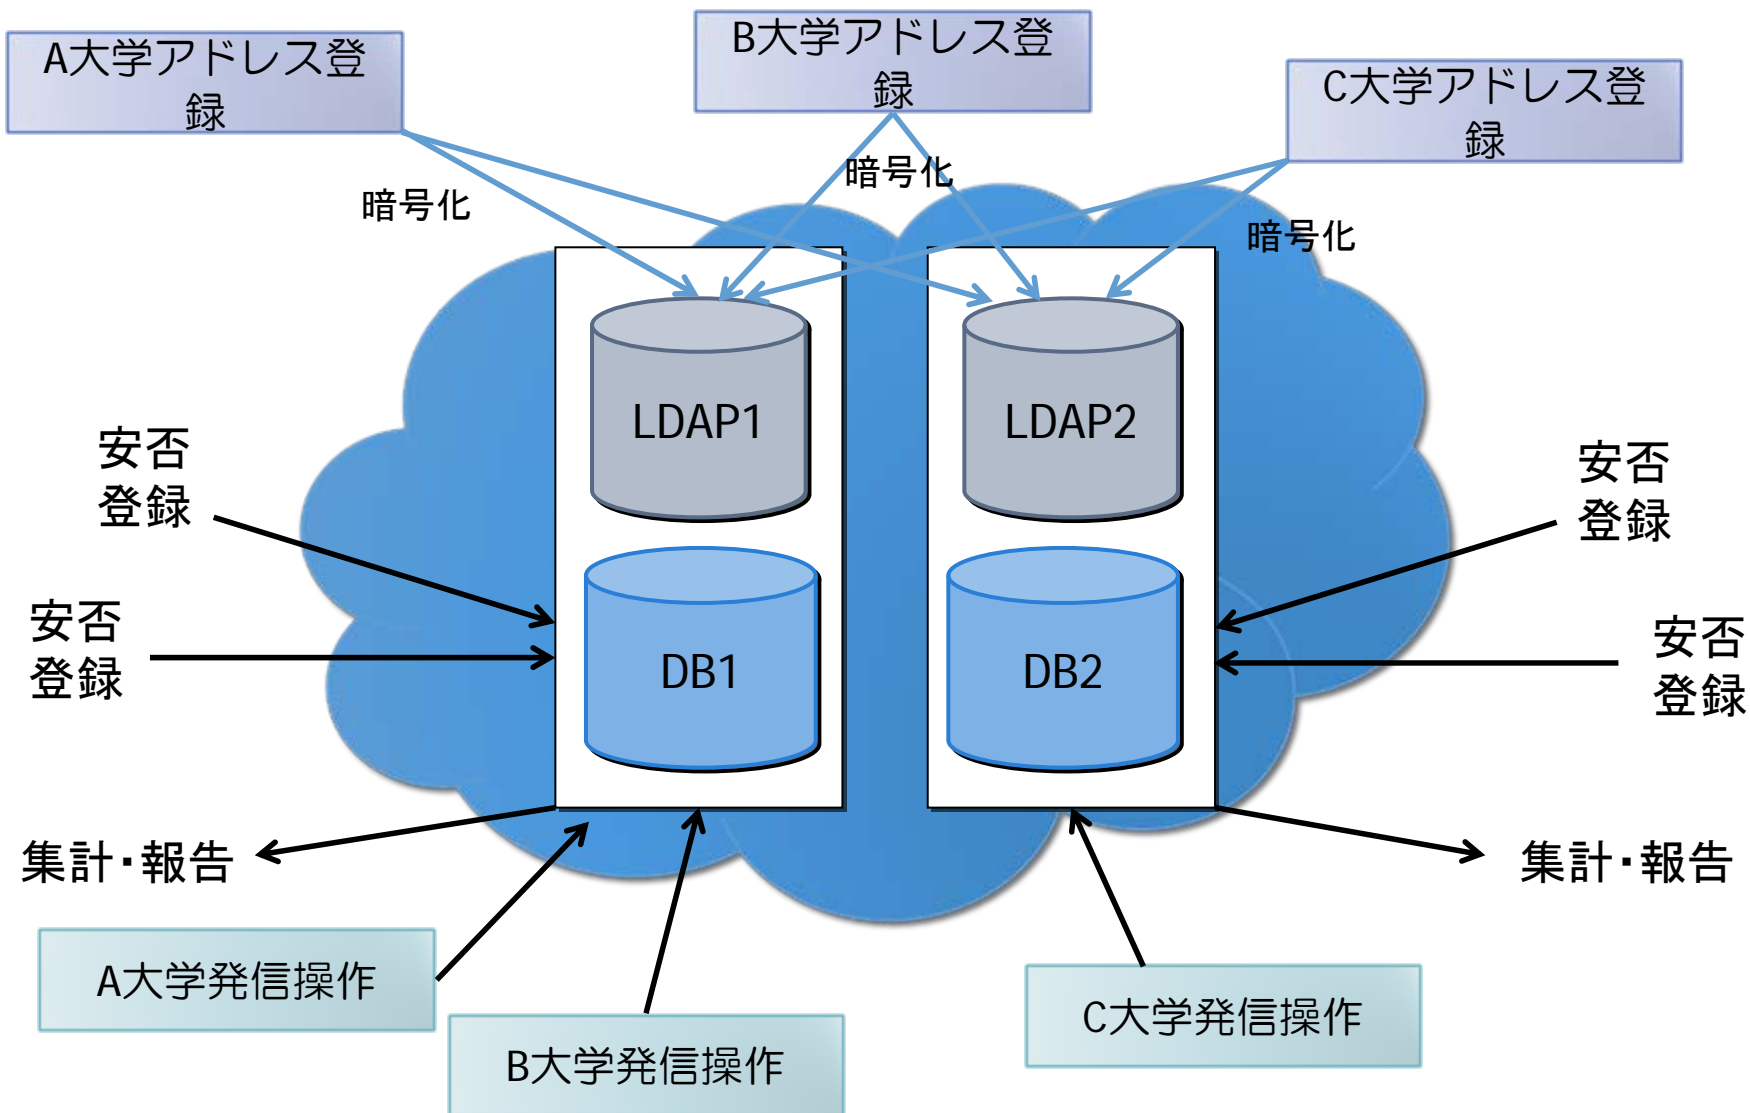 A大学アドレス登
録
B大学アドレス登
録
C大学アドレス登
録
暗号化
暗号化
暗号化
LDAP1
LDAP2
安否
登録
安否
登録
安否
登録
安否
登録
DB1
DB2
集計・報告
集計・報告
A大学発信操作
B大学発信操作
C大学発信操作